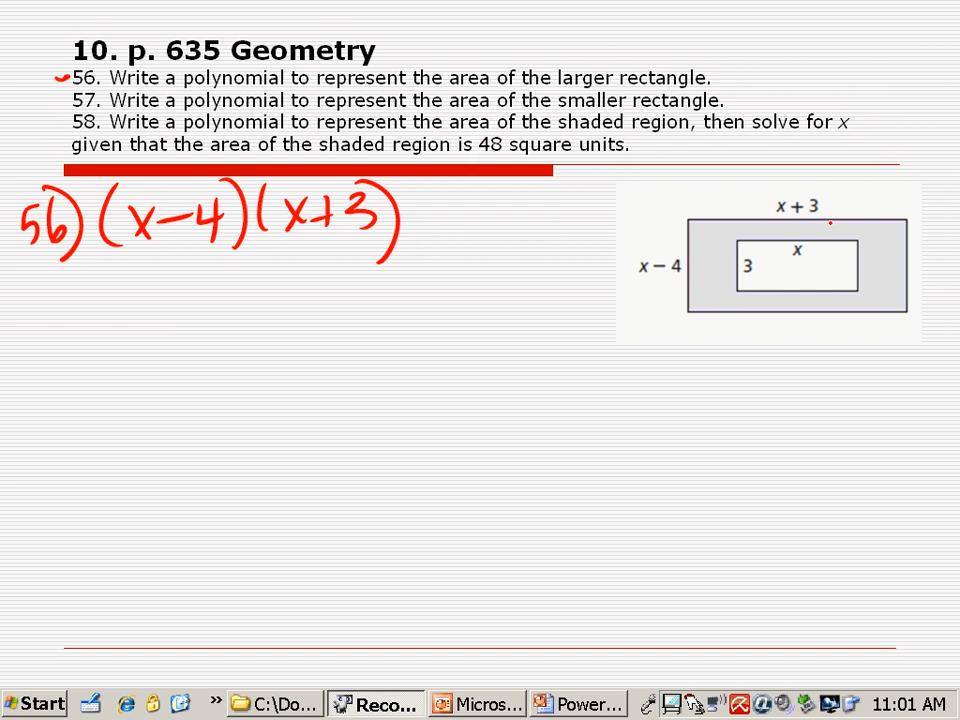 10. p. 635 Geometry
56. Write a polynomial to represent the area of the larger rectangle.
57. Write a polynomial to represent the area of the smaller rectangle.
58. Write a polynomial to represent the area of the shaded region, then solve for x
given that the area of the shaded region is 48 square units.
56) (x-4)(x+3)
x + 3
x
x − 4
3
Start
»
C:\Do...
Reco...
Micros...
Power...
11:01 AM